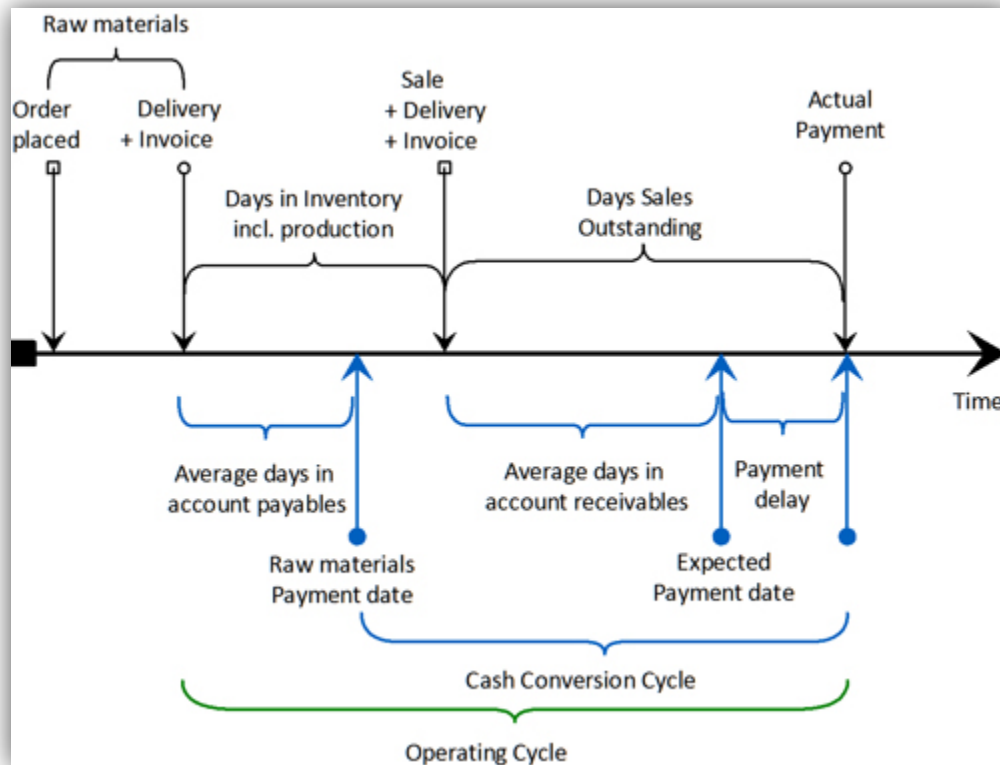 Raw materials
Order
placed
Delivery
+ Invoice
Sale
+ Delivery
+ Invoice
Actual
Payment
Days in Inventory
incl. production
Days Sales
Outstanding
Time
Average days in
account payables
Average days in
account receivables
Payment
delay
Raw materials
Payment date
Expected
Payment date
Cash Conversion Cycle
Operating Cycle